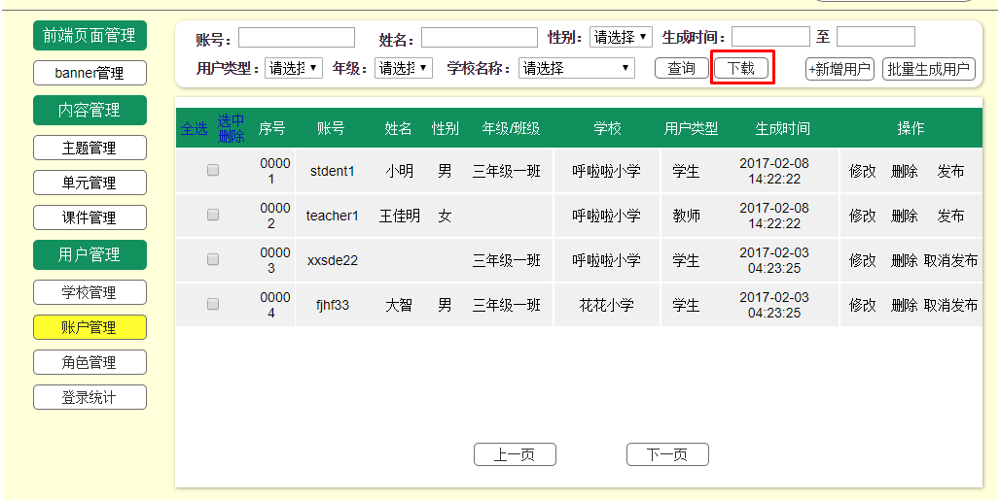 前端页面管理
banner管理
内容管理
主题管理
单元管理
课件管理
用户管理
学校管理
账户管理
角色管理
登录统计
账号： 姓名： 性别： 请选择 生成时间： 至
用户类型： 请选择 年级： 请选择 学校名称： 请选择 查询 下载 +新增用户 批量生成用户
全选 选中删除 序号 账号 姓名 性别 年级/班级 学校 用户类型 生成时间 操作
00001 stdent1 小明 男 三年级一班 呼啦啦小学 学生 2017-02-08 14:22:22 修改 删除 发布
00002 teacher1 王佳明 女 呼啦啦小学 教师 2017-02-08 14:22:22 修改 删除 发布
00003 xxsde22 三年级一班 呼啦啦小学 学生 2017-02-03 04:23:25 修改 删除 取消发布
00004 fjhf33 大智 男 三年级一班 花花小学 学生 2017-02-03 04:23:25 修改 删除 取消发布
上一页 下一页